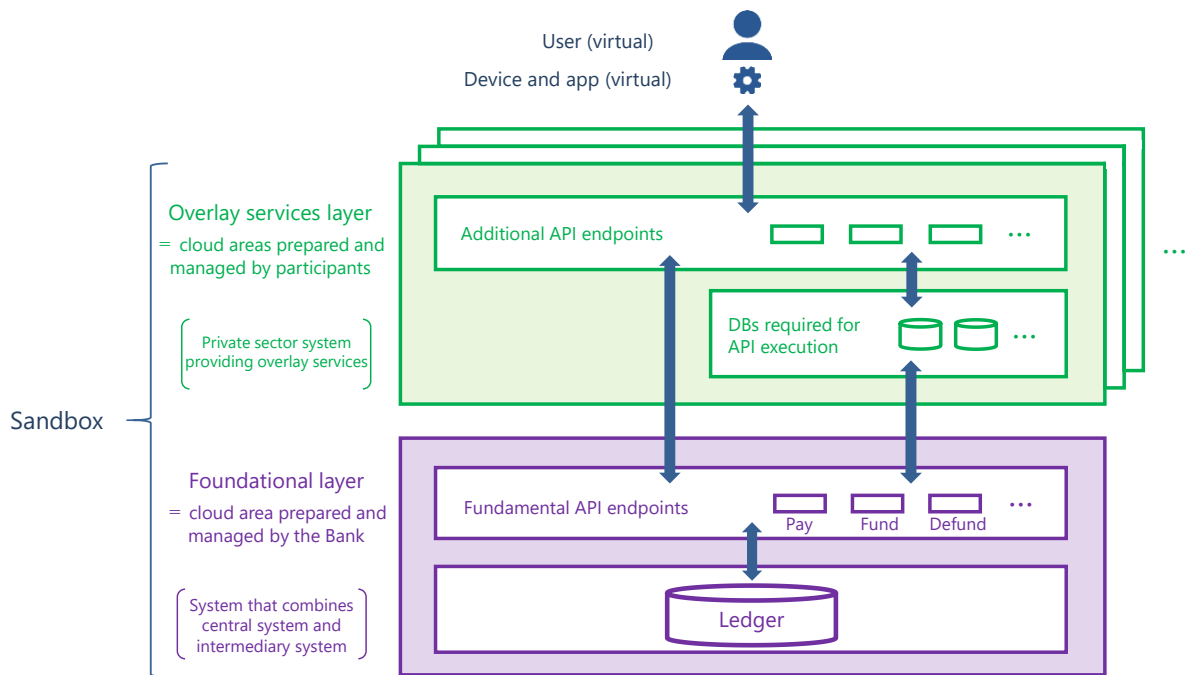 User (virtual)
Device and app (virtual)
Overlay services layer
= cloud areas prepared and
managed by participants
Private sector system
providing overlay services
Additional API endpoints
…
DBs required for
API execution
…
…
Sandbox
Foundational layer
= cloud area prepared and
managed by the Bank
System that combines
central system and
intermediary system
Fundamental API endpoints
Pay
Fund
Defund
…
Ledger